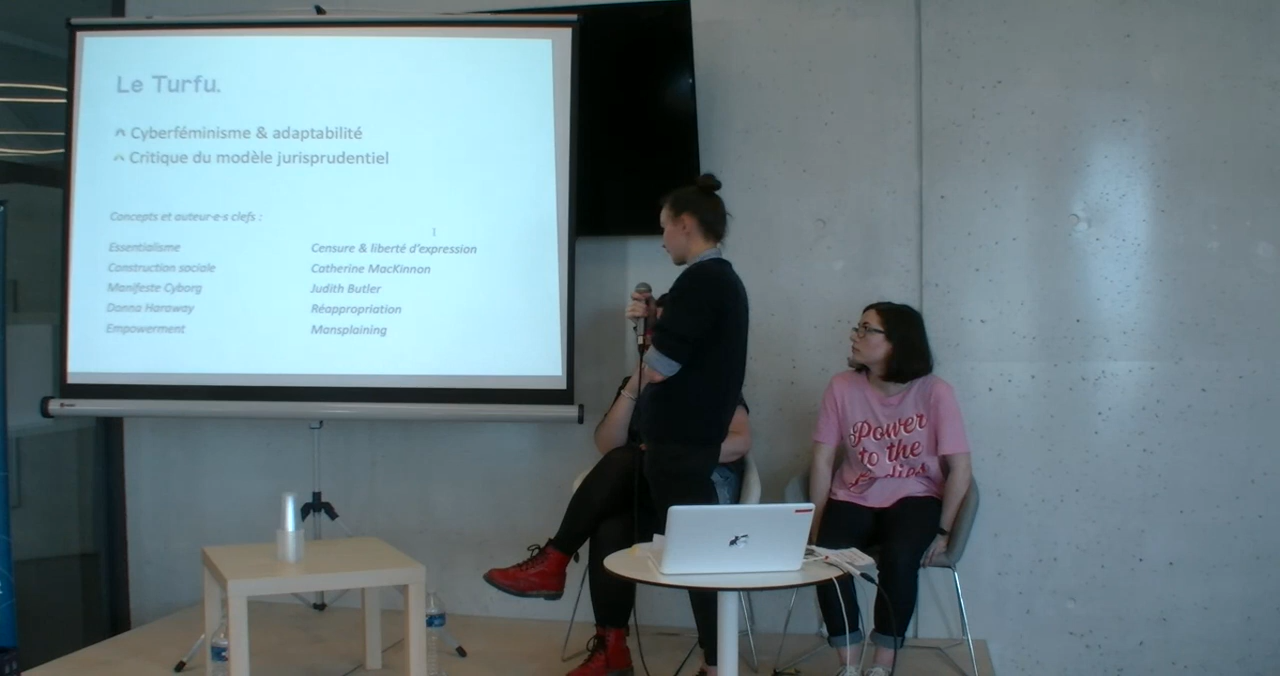 Le Turfu.
Cyberféminisme & adaptabilité
Critique du modèle jurisprudentiel
Concepts et auteur·e·s clefs :
Essentialisme
Construction sociale
Manifeste Cyborg
Donna Haraway
Empowerment
Censure & liberté d'expression
Catherine MacKinnon
Judith Butler
Réappropriation
Mansplaining
Power
to the
Ladies